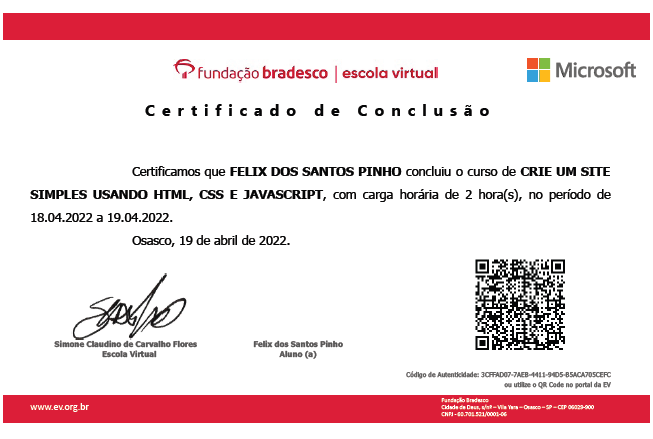 fundação bradesco | escola virtual
Microsoft
Certificado de Conclusão
Certificamos que FELIX DOS SANTOS PINHO concluiu o curso de CRIE UM SITE
SIMPLES USANDO HTML, CSS E JAVASCRIPT, com carga horária de 2 hora(s), no período de
18.04.2022 a 19.04.2022.
Osasco, 19 de abril de 2022.
Simone Claudino de Carvalho Flores
Escola Virtual
Felix dos Santos Pinho
Aluno (a)
Código de Autenticidade: 3CFFAD07-7AEB-4411-94D5-B5ACA705CEFC
ou utilize o QR Code no portal da EV
www.ev.org.br
Fundação Bradesco
Cidade de Deus, s/nº – Vila Yara – Osasco – SP – CEP 06029-900
CNPJ - 60.701.521/0001-06